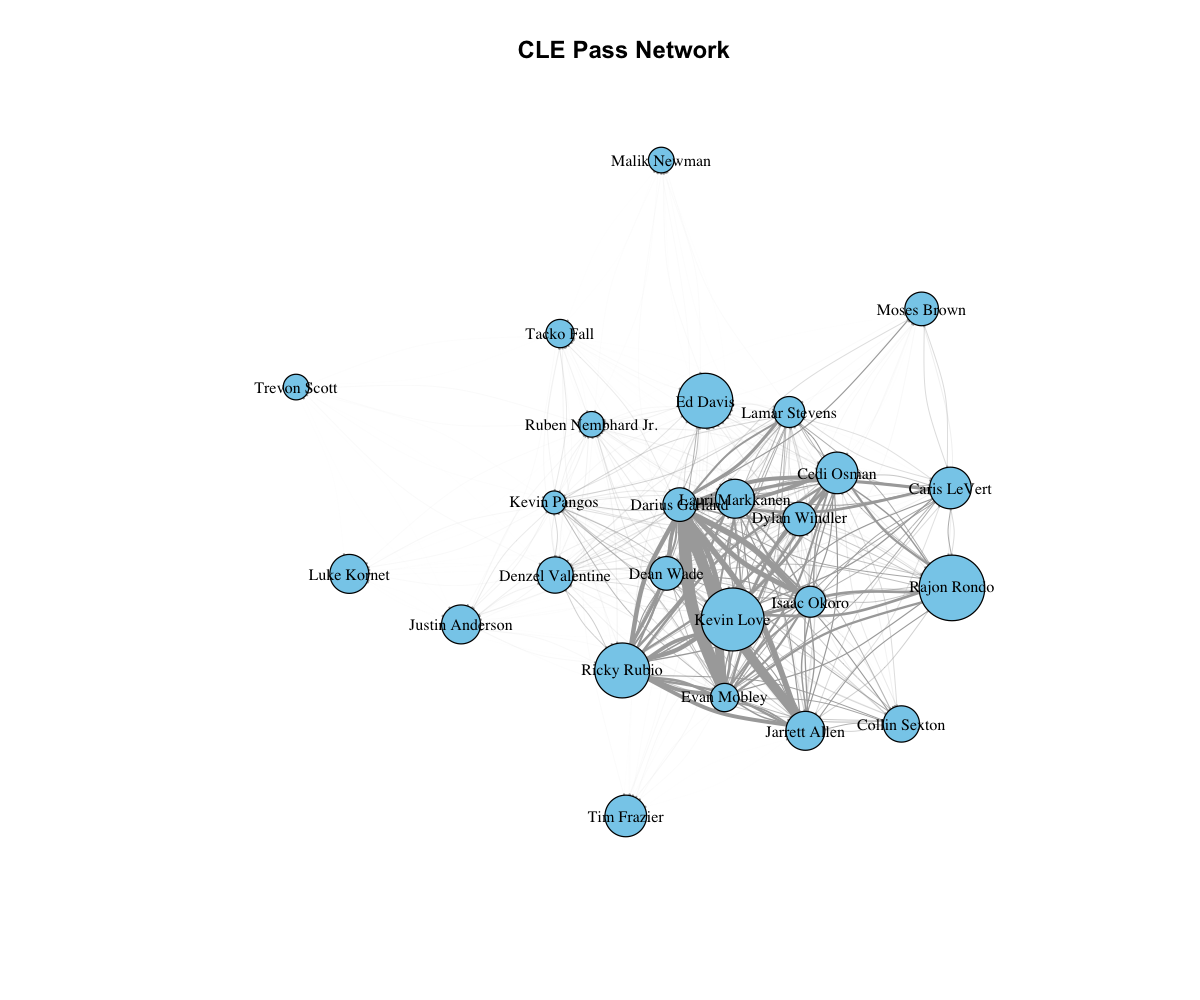 CLE Pass Network
Malik Newman
Moses Brown
Tacko Fall
Trevon Scott
Ed Davis
Lamar Stevens
Ruben Nembhard Jr.
Cedi Osman
Caris LeVert
Kevin Pangos
Darius Garland
Lauri Markkanen
Dylan Windler
Luke Kornet
Denzel Valentine
Dean Wade
Rajon Rondo
Isaac Okoro
Justin Anderson
Kevin Love
Ricky Rubio
Evan Mobley
Jarrett Allen
Collin Sexton
Tim Frazier